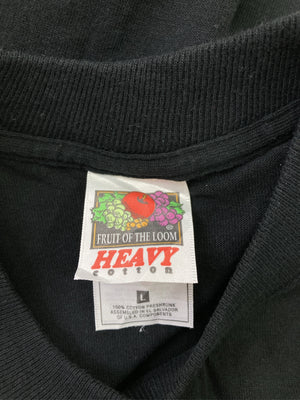 FRUIT OF THE LOOM
®
HEAVY
cotton
L
100% COTTON PRESHRUNK
ASSEMBLED IN EL SALVADOR
OF U.S.A. COMPONENTS